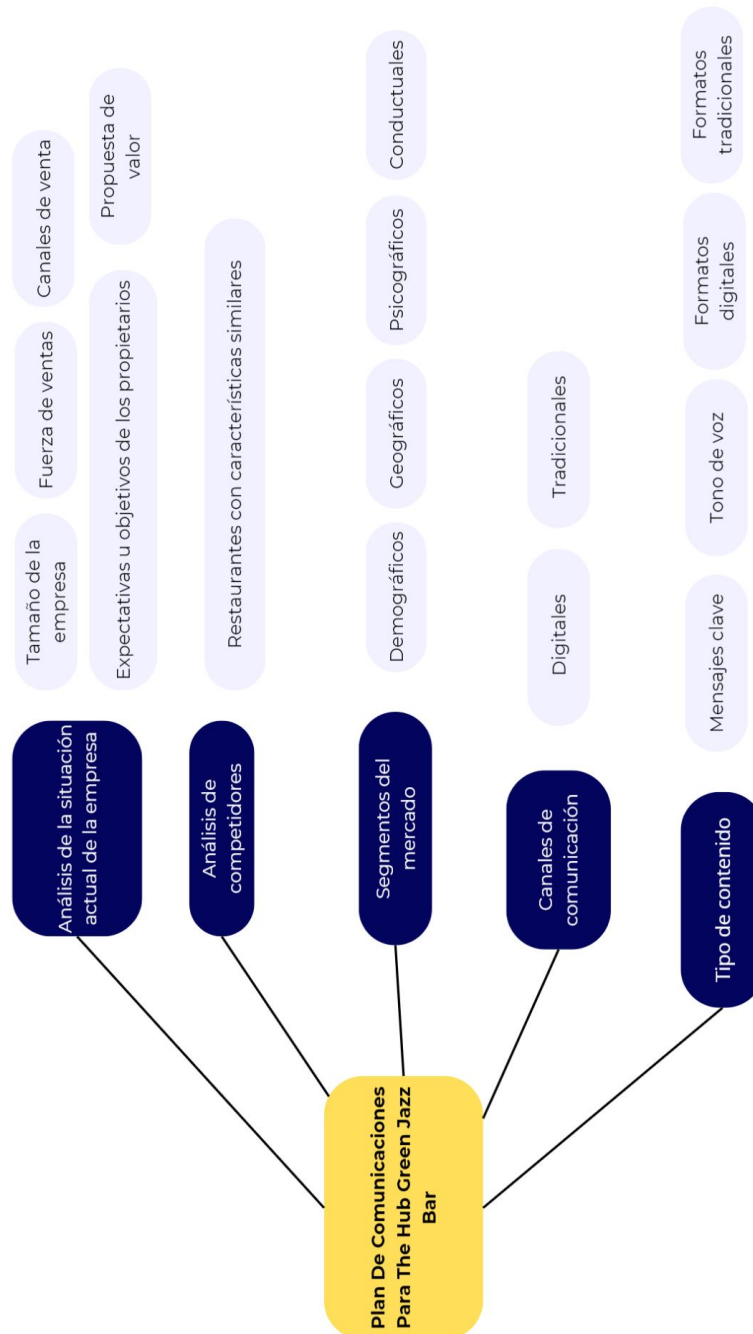 Plan De Comunicaciones
Para The Hub Green Jazz
Bar
Análisis de la situación
actual de la empresa
Tamaño de la
empresa
Fuerza de ventas
Canales de venta
Expectativas u objetivos de los propietarios
Propuesta de
valor
Análisis de
competidores
Restaurantes con características similares
Segmentos del
mercado
Demográficos
Geográficos
Psicográficos
Conductuales
Canales de
comunicación
Digitales
Tradicionales
Tipo de contenido
Mensajes clave
Tono de voz
Formatos
digitales
Formatos
tradicionales